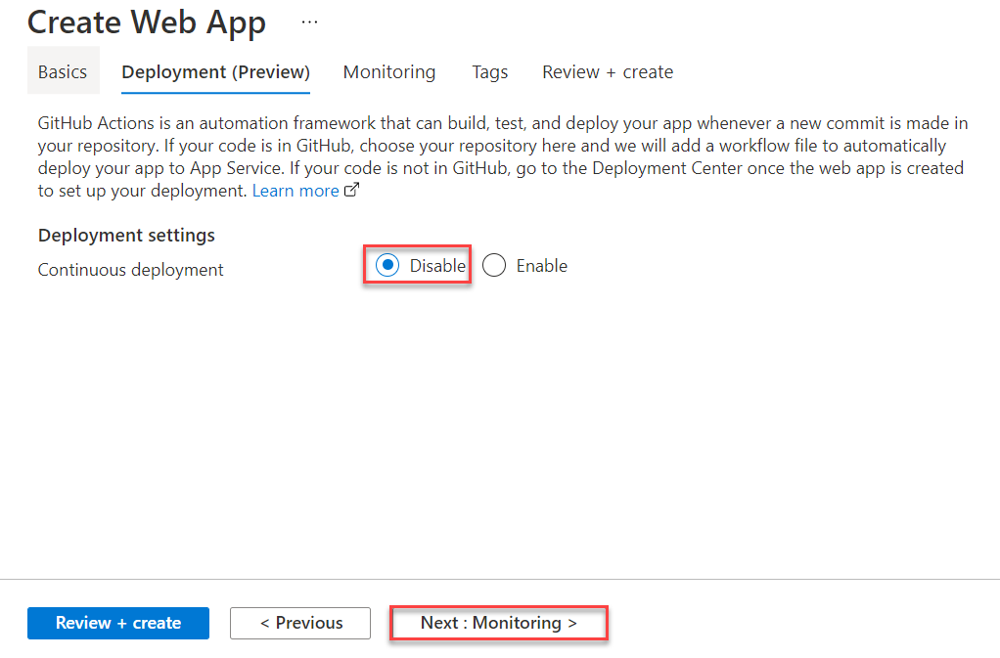 Create Web App ...
Basics Deployment (Preview) Monitoring Tags Review + create
GitHub Actions is an automation framework that can build, test, and deploy your app whenever a new commit is made in
your repository. If your code is in GitHub, choose your repository here and we will add a workflow file to automatically
deploy your app to App Service. If your code is not in GitHub, go to the Deployment Center once the web app is created
to set up your deployment. Learn more
Deployment settings
Continuous deployment Disable Enable
Review + create < Previous Next : Monitoring >